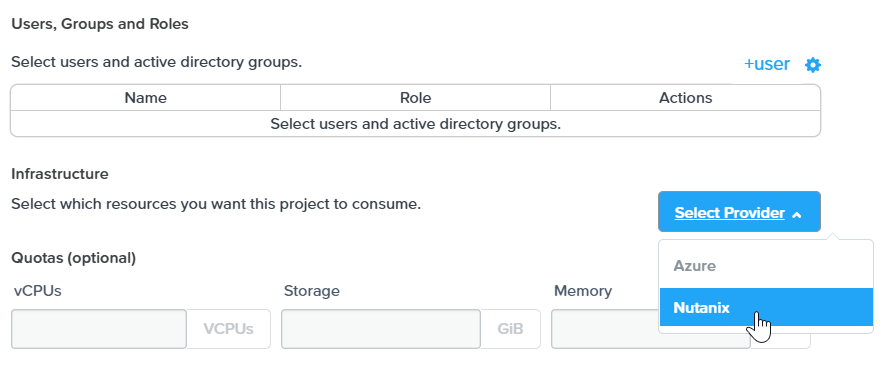 Users, Groups and Roles
Select users and active directory groups.
+user
Name Role Actions
Select users and active directory groups.
Infrastructure
Select which resources you want this project to consume.
Select Provider
Azure
Nutanix
Quotas (optional)
vCPUs Storage Memory
VCPUs GiB